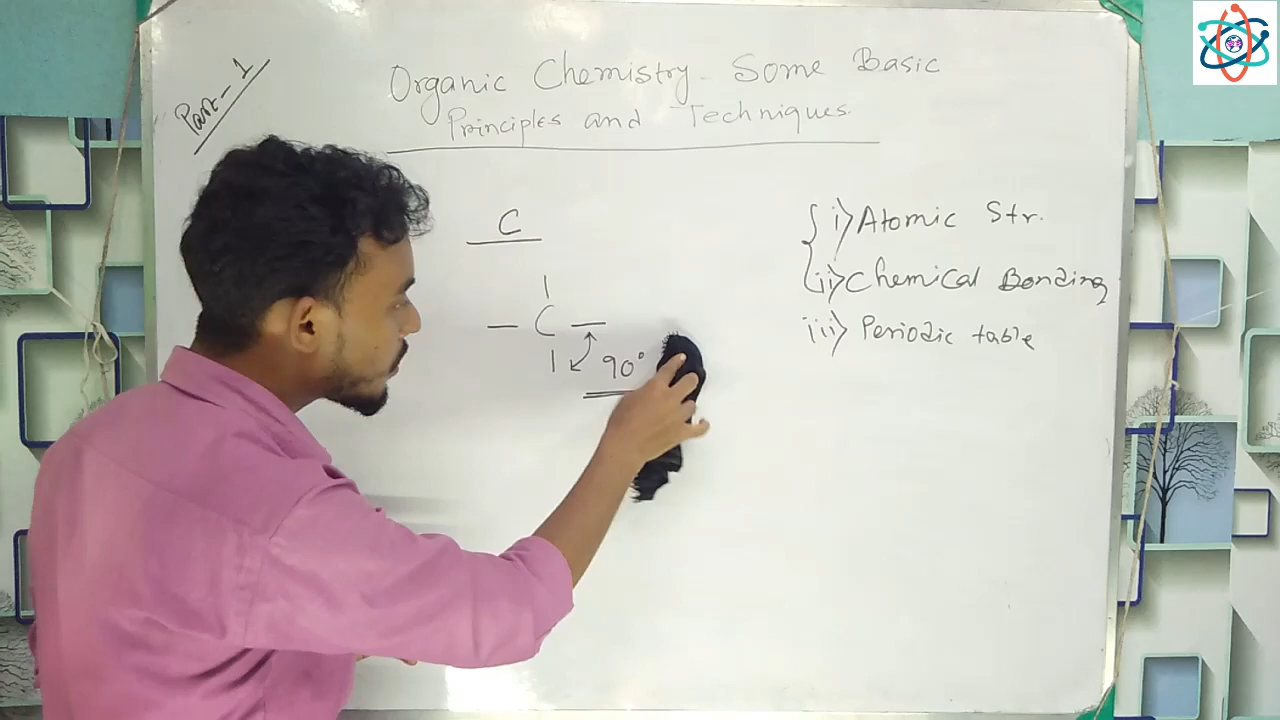 Part-1
Organic Chemistry- Some Basic
Principles and Techniques.
C
i) Atomic Str.
ii) Chemical Bonding
iii) Periodic table
C
90°